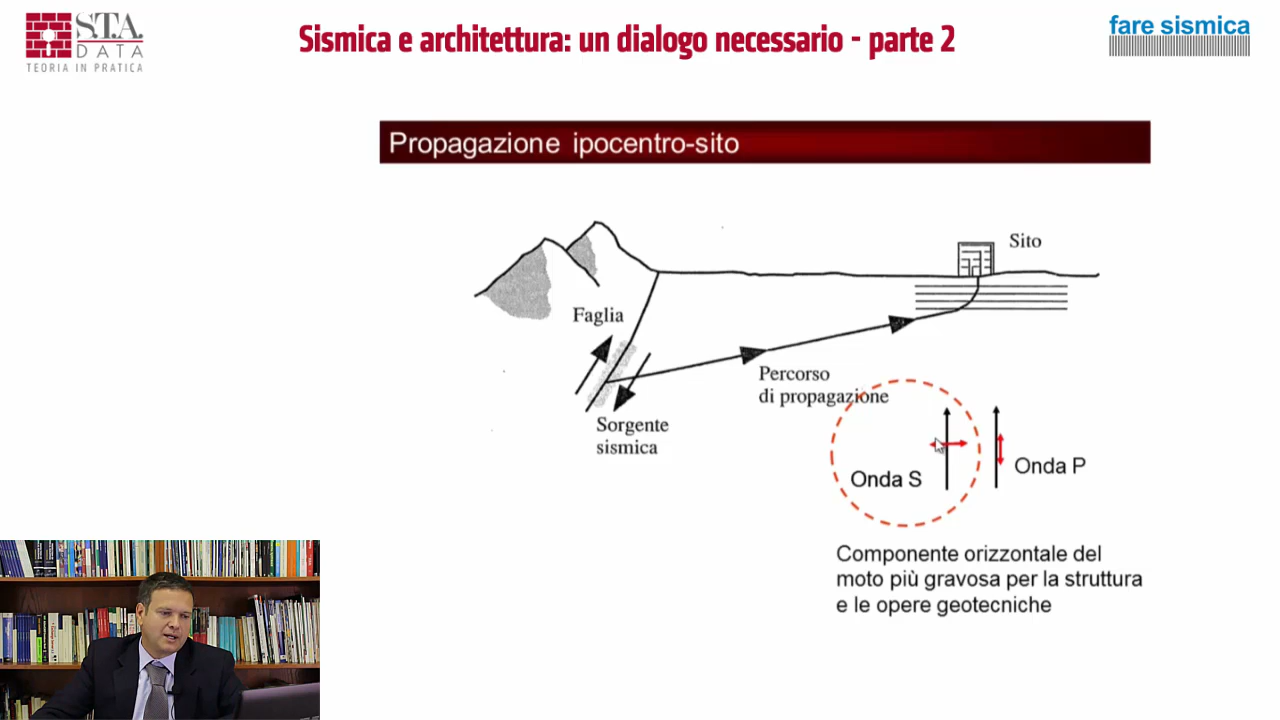 S.T.A.
DATA
TEORIA IN PRATICA
Sismica e architettura: un dialogo necessario - parte 2
fare sismica
Propagazione ipocentro-sito
Sito
Faglia
Percorso
di propagazione
Sorgente
sismica
Onda S
Onda P
Componente orizzontale del
moto più gravosa per la struttura
e le opere geotecniche